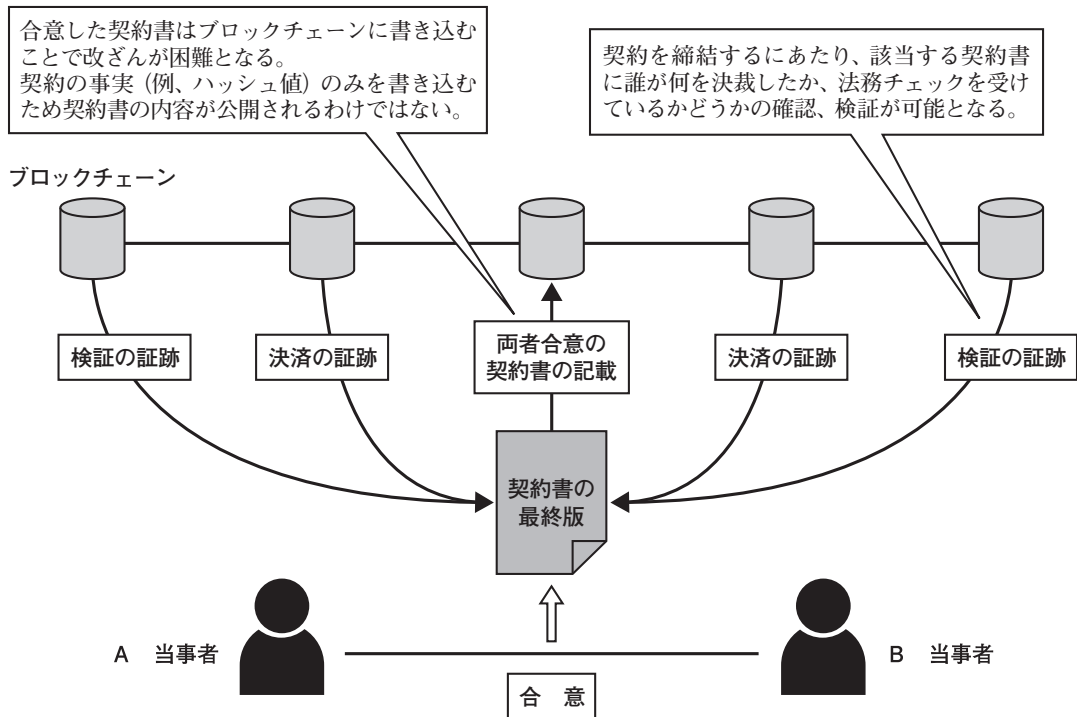 合意した契約書はブロックチェーンに書き込む
ことで改ざんが困難となる。
契約の事実（例、ハッシュ値）のみを書き込む
ため契約書の内容が公開されるわけではない。
契約を締結するにあたり、該当する契約書
に誰が何を決裁したか、法務チェックを受け
ているかどうかの確認、検証が可能となる。
ブロックチェーン
検証の証跡
決済の証跡
両者合意の
契約書の記載
決済の証跡
検証の証跡
契約書の
最終版
A　当事者
B　当事者
合　意